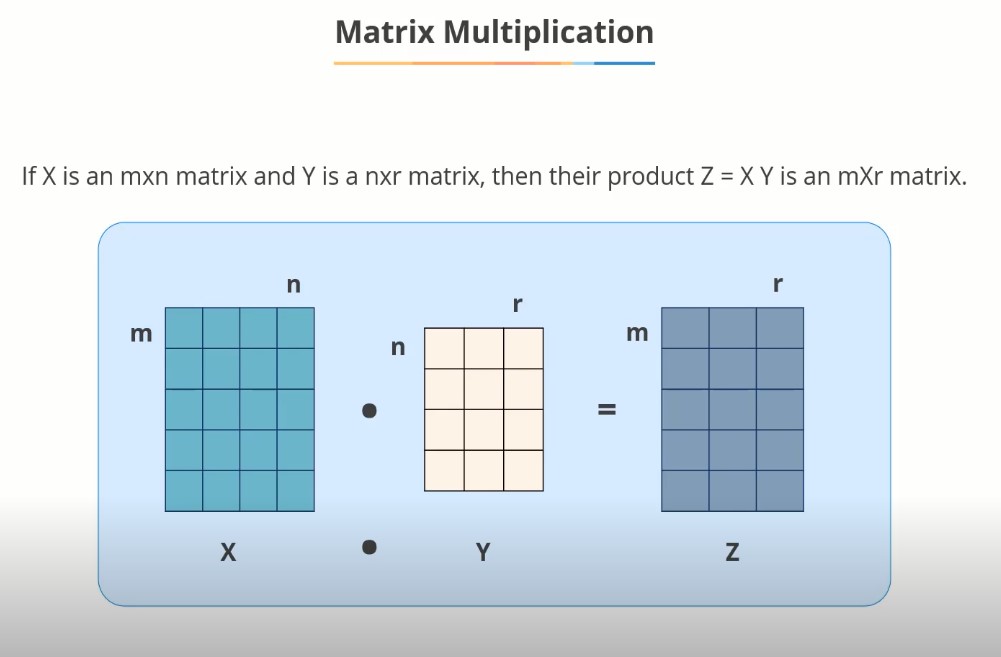 Matrix Multiplication
If X is an mxn matrix and Y is a nxr matrix, then their product Z = X Y is an mXr matrix.
n
r
r
m
n
m
• =
X • Y Z